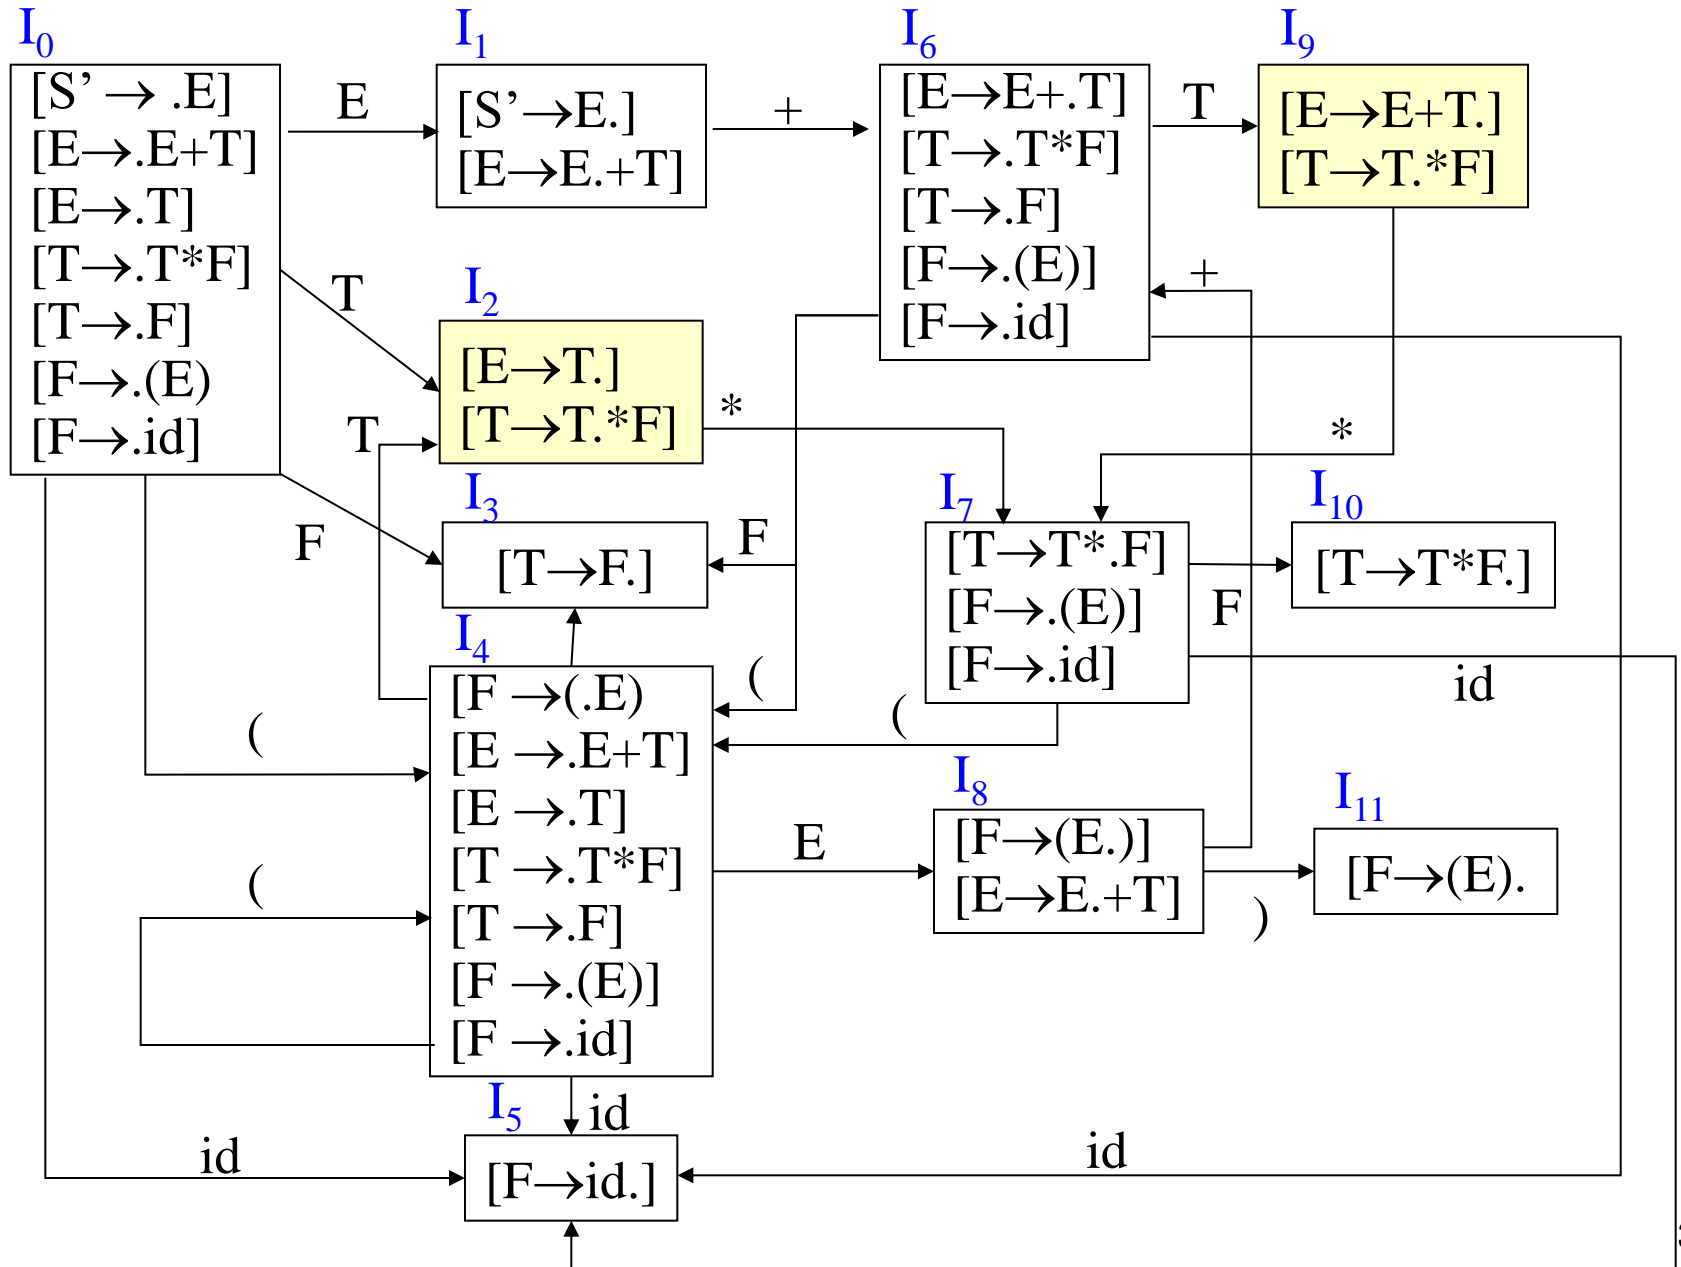 I0
[S’ → .E]
[E→.E+T]
[E→.T]
[T→.T*F]
[T→.F]
[F→.(E)
[F→.id]
E
I1
[S’→E.]
[E→E.+T]
+
I6
[E→E+.T]
[T→.T*F]
[T→.F]
[F→.(E)]
[F→.id]
T
I9
[E→E+T.]
[T→T.*F]
T
I2
[E→T.]
[T→T.*F]
*
+
*
T
F
I3
[T→F.]
F
I7
[T→T*.F]
[F→.(E)]
[F→.id]
F
I10
[T→T*F.]
id
(
I4
[F →(.E)
[E →.E+T]
[E →.T]
[T →.T*F]
[T →.F]
[F →.(E)]
[F →.id]
(
(
(
E
I8
[F→(E.)]
[E→E.+T]
)
I11
[F→(E).
id
I5
[F→id.]
id
id